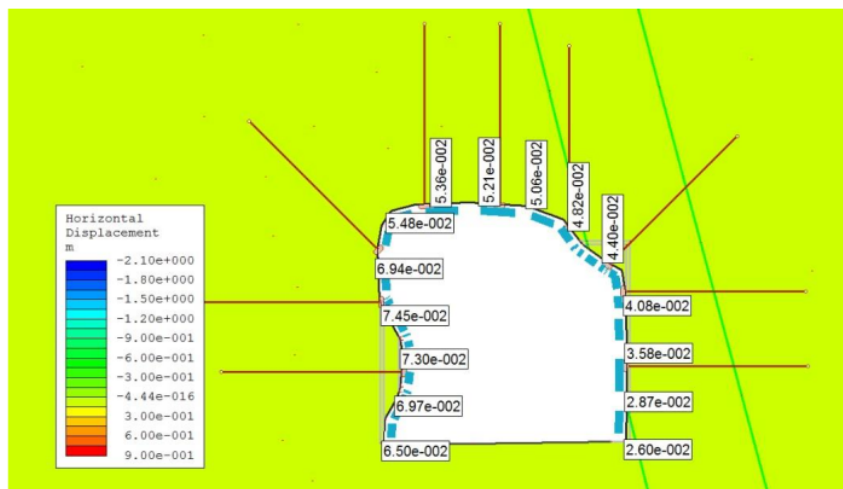 5.36e-002
5.21e-002
5.06e-002
4.82e-002
4.40e-002
5.48e-002
6.94e-002
7.45e-002
7.30e-002
6.97e-002
6.50e-002
4.08e-002
3.58e-002
2.87e-002
2.60e-002
Horizontal
Displacement
m
-2.10e+000
-1.80e+000
-1.50e+000
-1.20e+000
-9.00e-001
-6.00e-001
-3.00e-001
-4.44e-016
3.00e-001
6.00e-001
9.00e-001